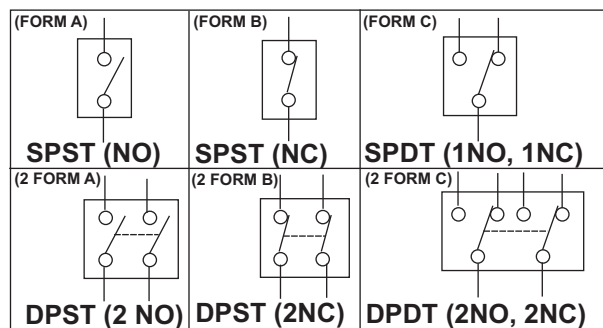 (FORM A)
SPST (NO)
(FORM B)
SPST (NC)
(FORM C)
SPDT (1NO, 1NC)
(2 FORM A)
DPST (2 NO)
(2 FORM B)
DPST (2NC)
(2 FORM C)
DPDT (2NO, 2NC)